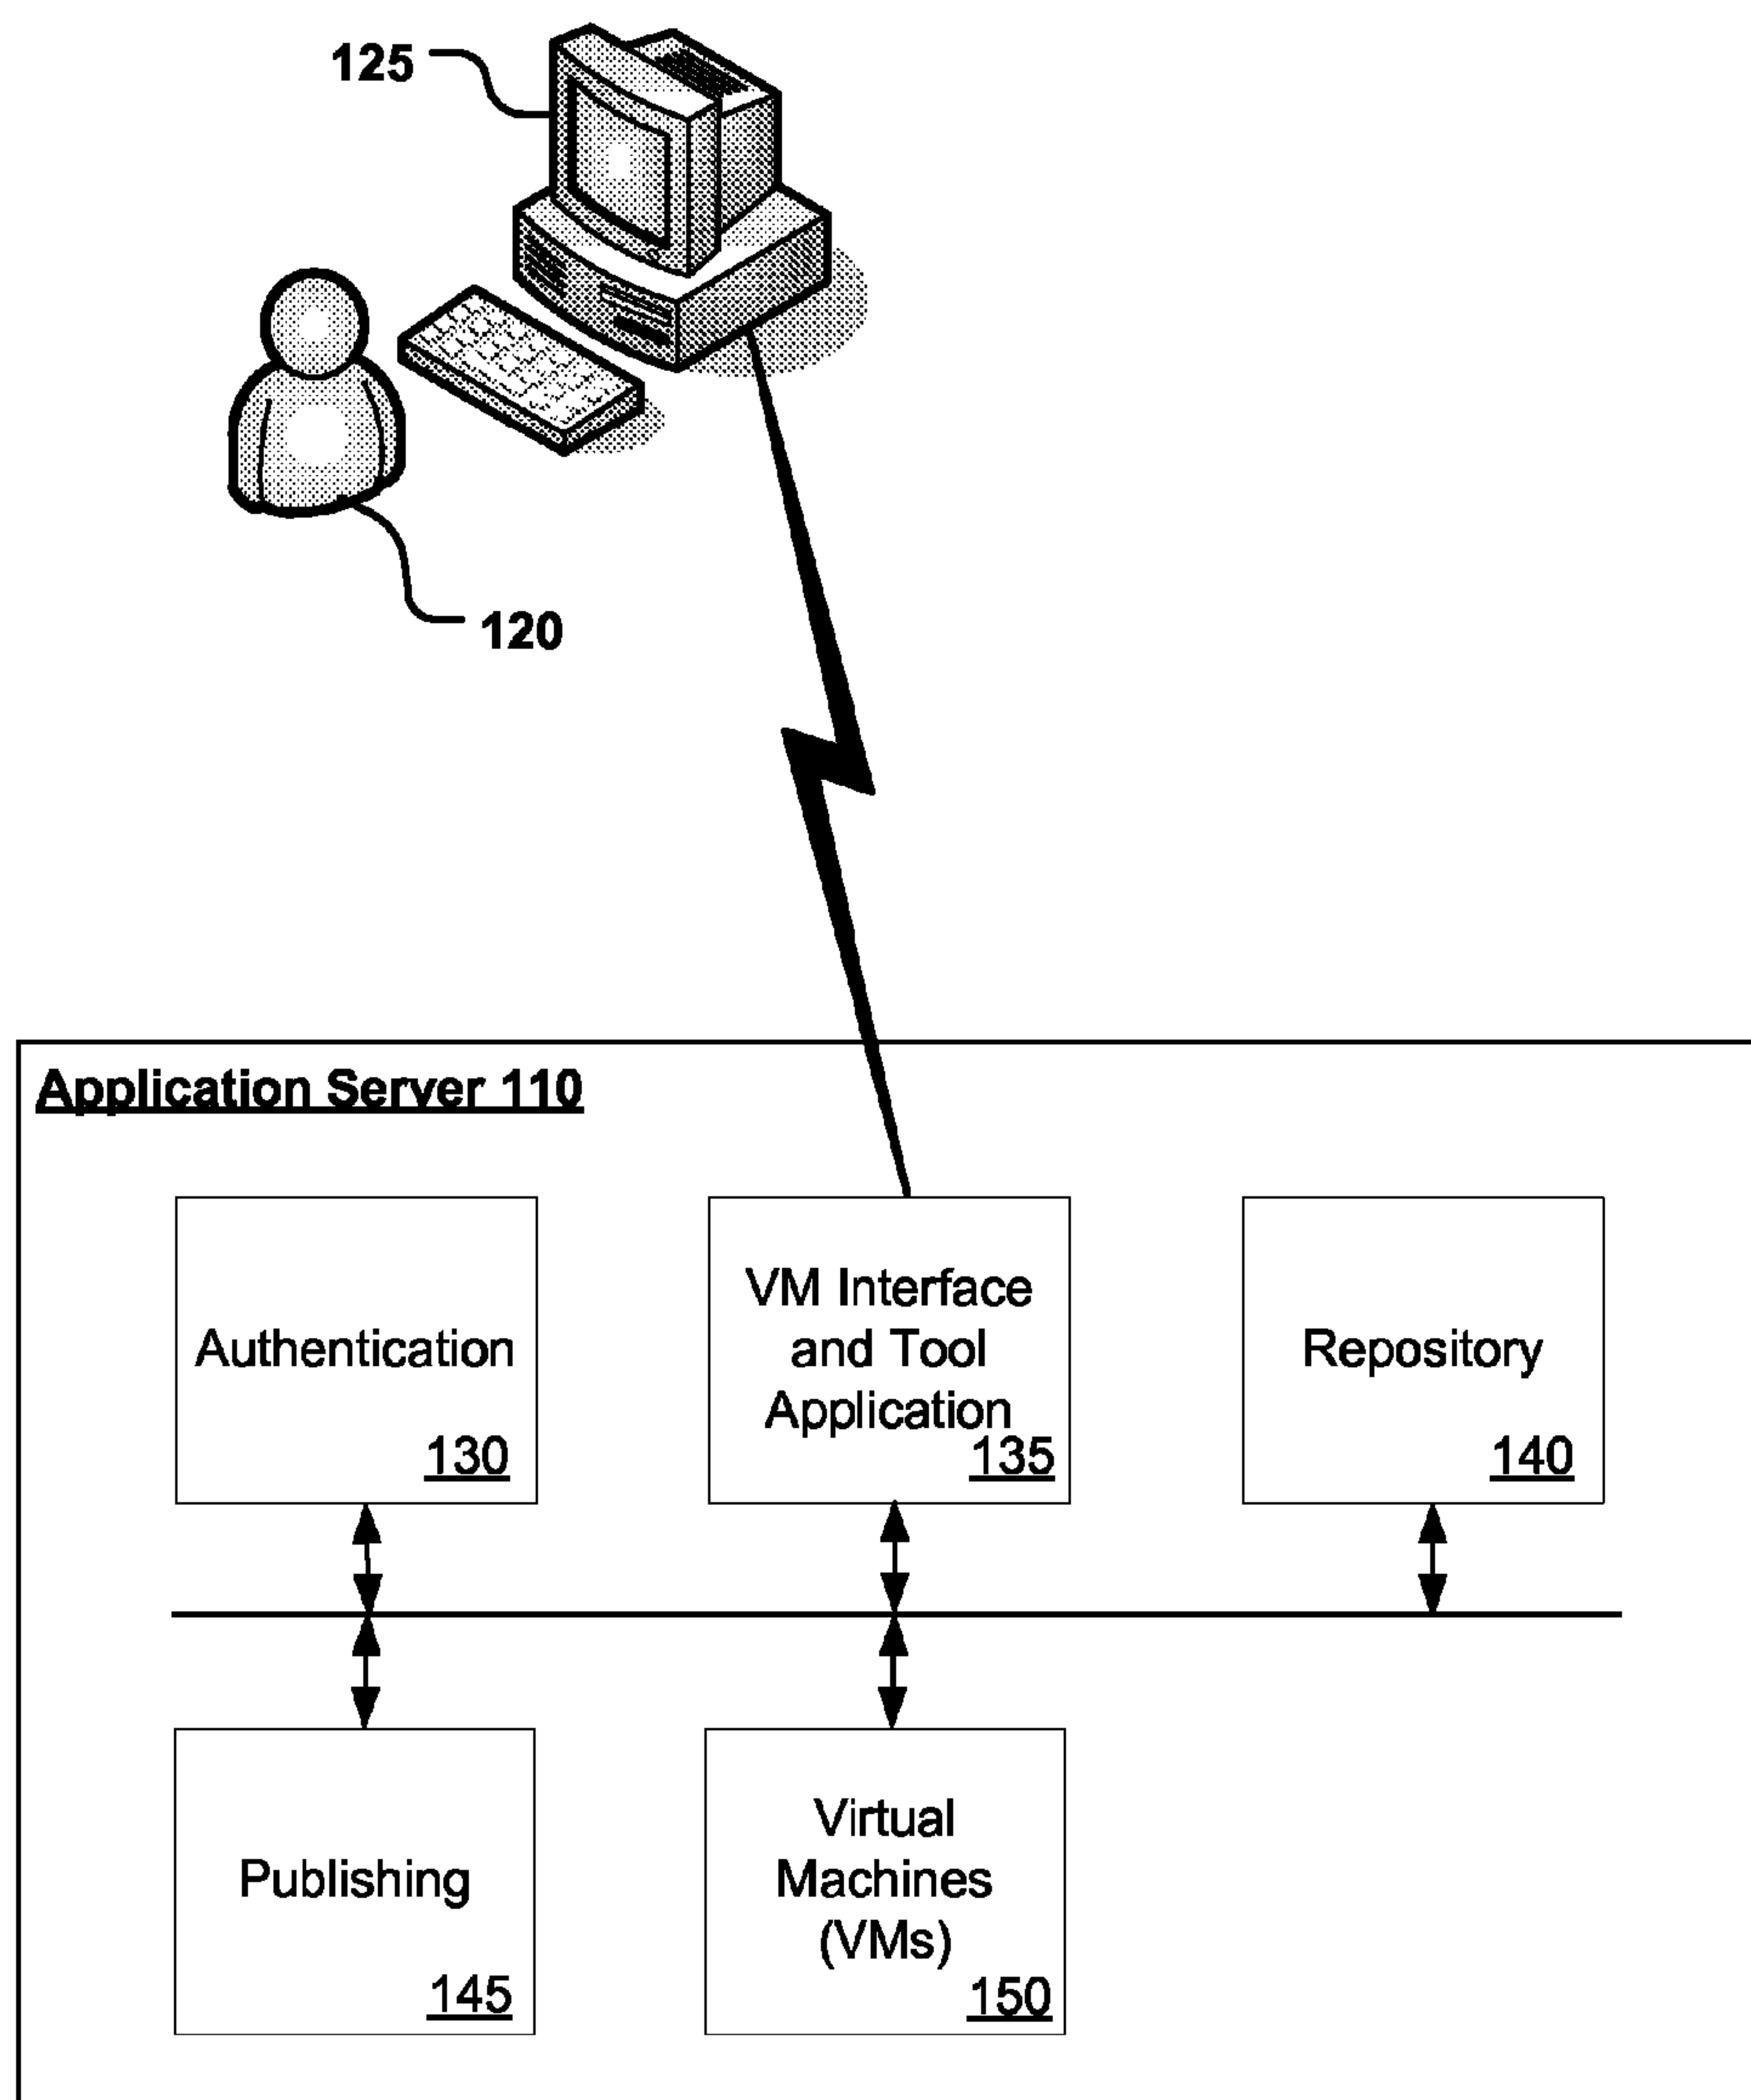 125
120
Application Server 110
Authentication
130
VM Interface
and Tool
Application
135
Repository
140
Publishing
145
Virtual
Machines
(VMs)
150